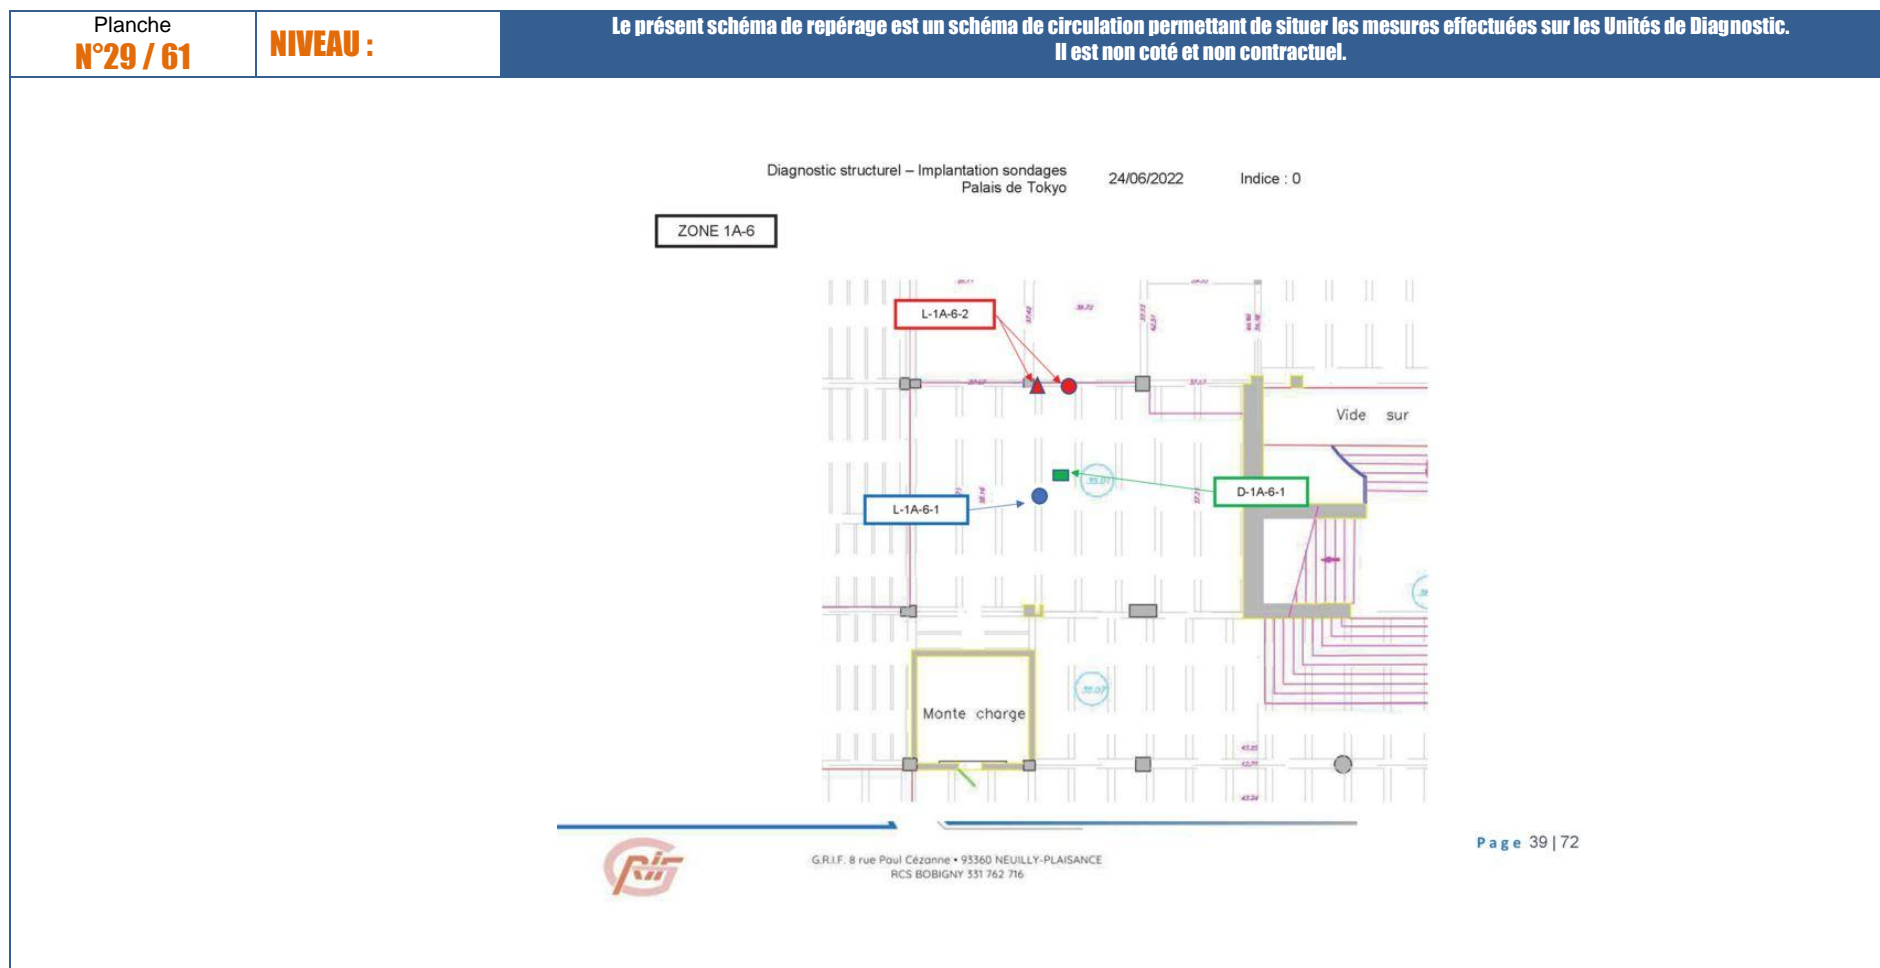 Planche
N°29 / 61
NIVEAU :
Le présent schéma de repérage est un schéma de circulation permettant de situer les mesures effectuées sur les Unités de Diagnostic.
Il est non coté et non contractuel.
Diagnostic structurel – Implantation sondages
Palais de Tokyo
24/06/2022
Indice : 0
ZONE 1A-6
L-1A-6-2
Vide sur
D-1A-6-1
L-1A-6-1
Monte charge
Page 39 | 72
G.R.I.F. 8 rue Paul Cézanne • 93360 NEUILLY-PLAISANCE
RCS BOBIGNY 331 762 716